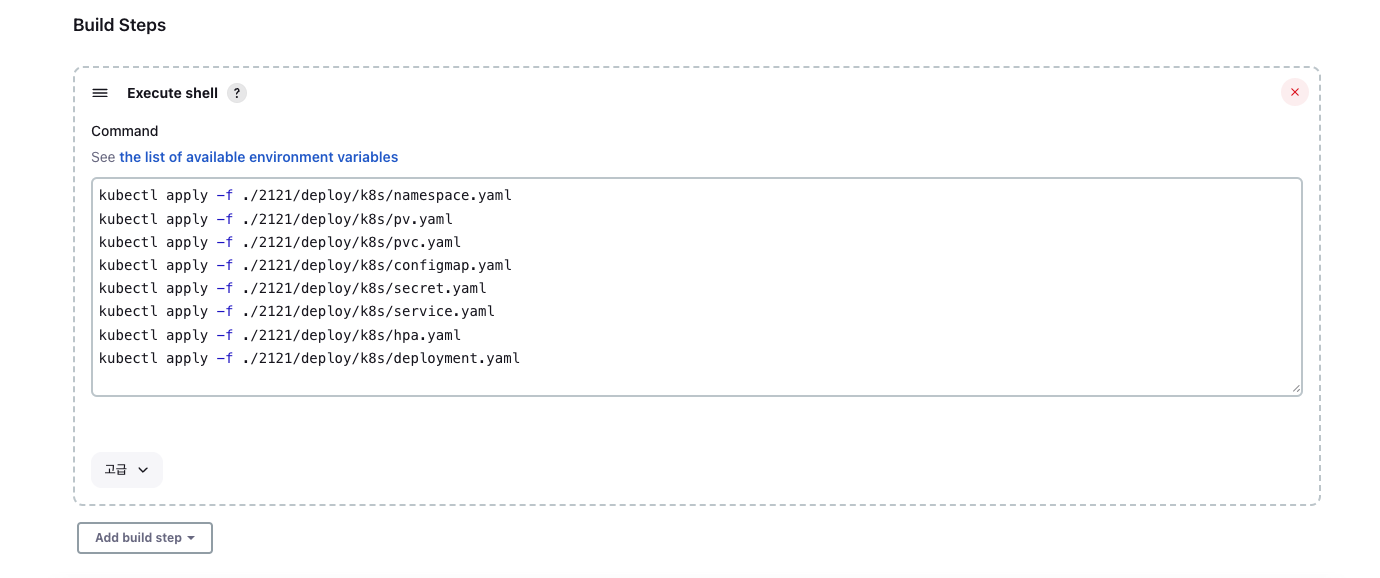 Build Steps
Execute shell ?
Command
See the list of available environment variables
kubectl apply -f ./2121/deploy/k8s/namespace.yaml
kubectl apply -f ./2121/deploy/k8s/pv.yaml
kubectl apply -f ./2121/deploy/k8s/pvc.yaml
kubectl apply -f ./2121/deploy/k8s/configmap.yaml
kubectl apply -f ./2121/deploy/k8s/secret.yaml
kubectl apply -f ./2121/deploy/k8s/service.yaml
kubectl apply -f ./2121/deploy/k8s/hpa.yaml
kubectl apply -f ./2121/deploy/k8s/deployment.yaml
고급
Add build step